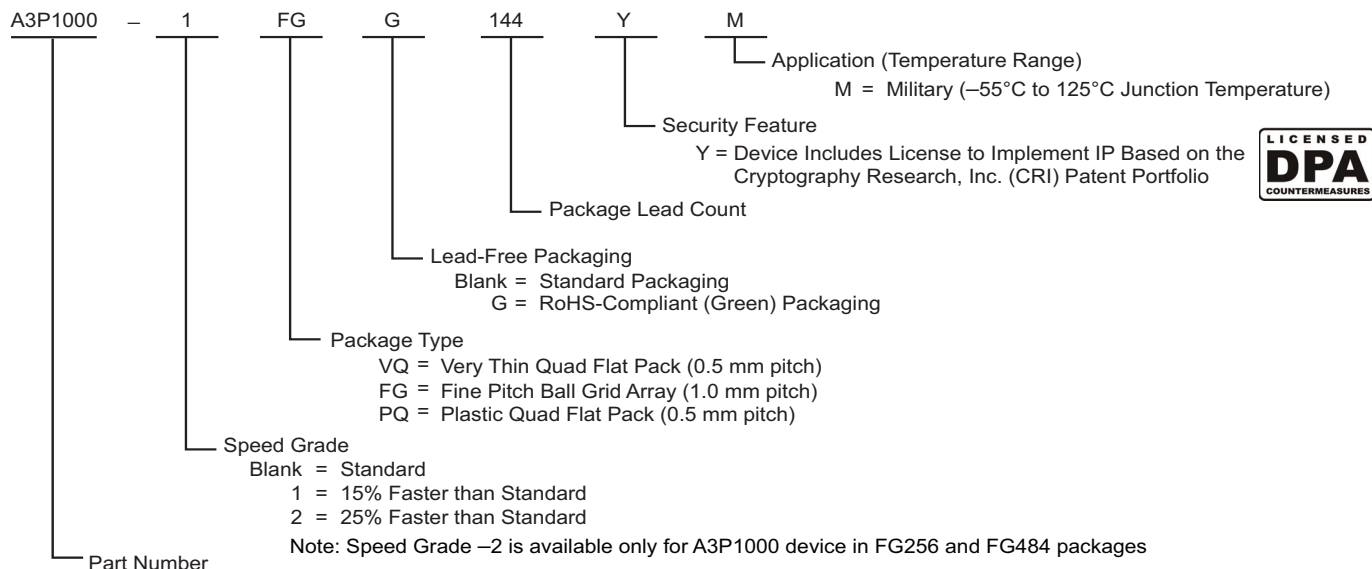 A3P1000 – 1 FG G 144 Y M
Application (Temperature Range)
M = Military (–55°C to 125°C Junction Temperature)
Security Feature
Y = Device Includes License to Implement IP Based on the
Cryptography Research, Inc. (CRI) Patent Portfolio
LICENSED
DPA
COUNTERMEASURES
Package Lead Count
Lead-Free Packaging
Blank = Standard Packaging
G = RoHS-Compliant (Green) Packaging
Package Type
VQ = Very Thin Quad Flat Pack (0.5 mm pitch)
FG = Fine Pitch Ball Grid Array (1.0 mm pitch)
PQ = Plastic Quad Flat Pack (0.5 mm pitch)
Speed Grade
Blank = Standard
1 = 15% Faster than Standard
2 = 25% Faster than Standard
Note: Speed Grade –2 is available only for A3P1000 device in FG256 and FG484 packages
Part Number